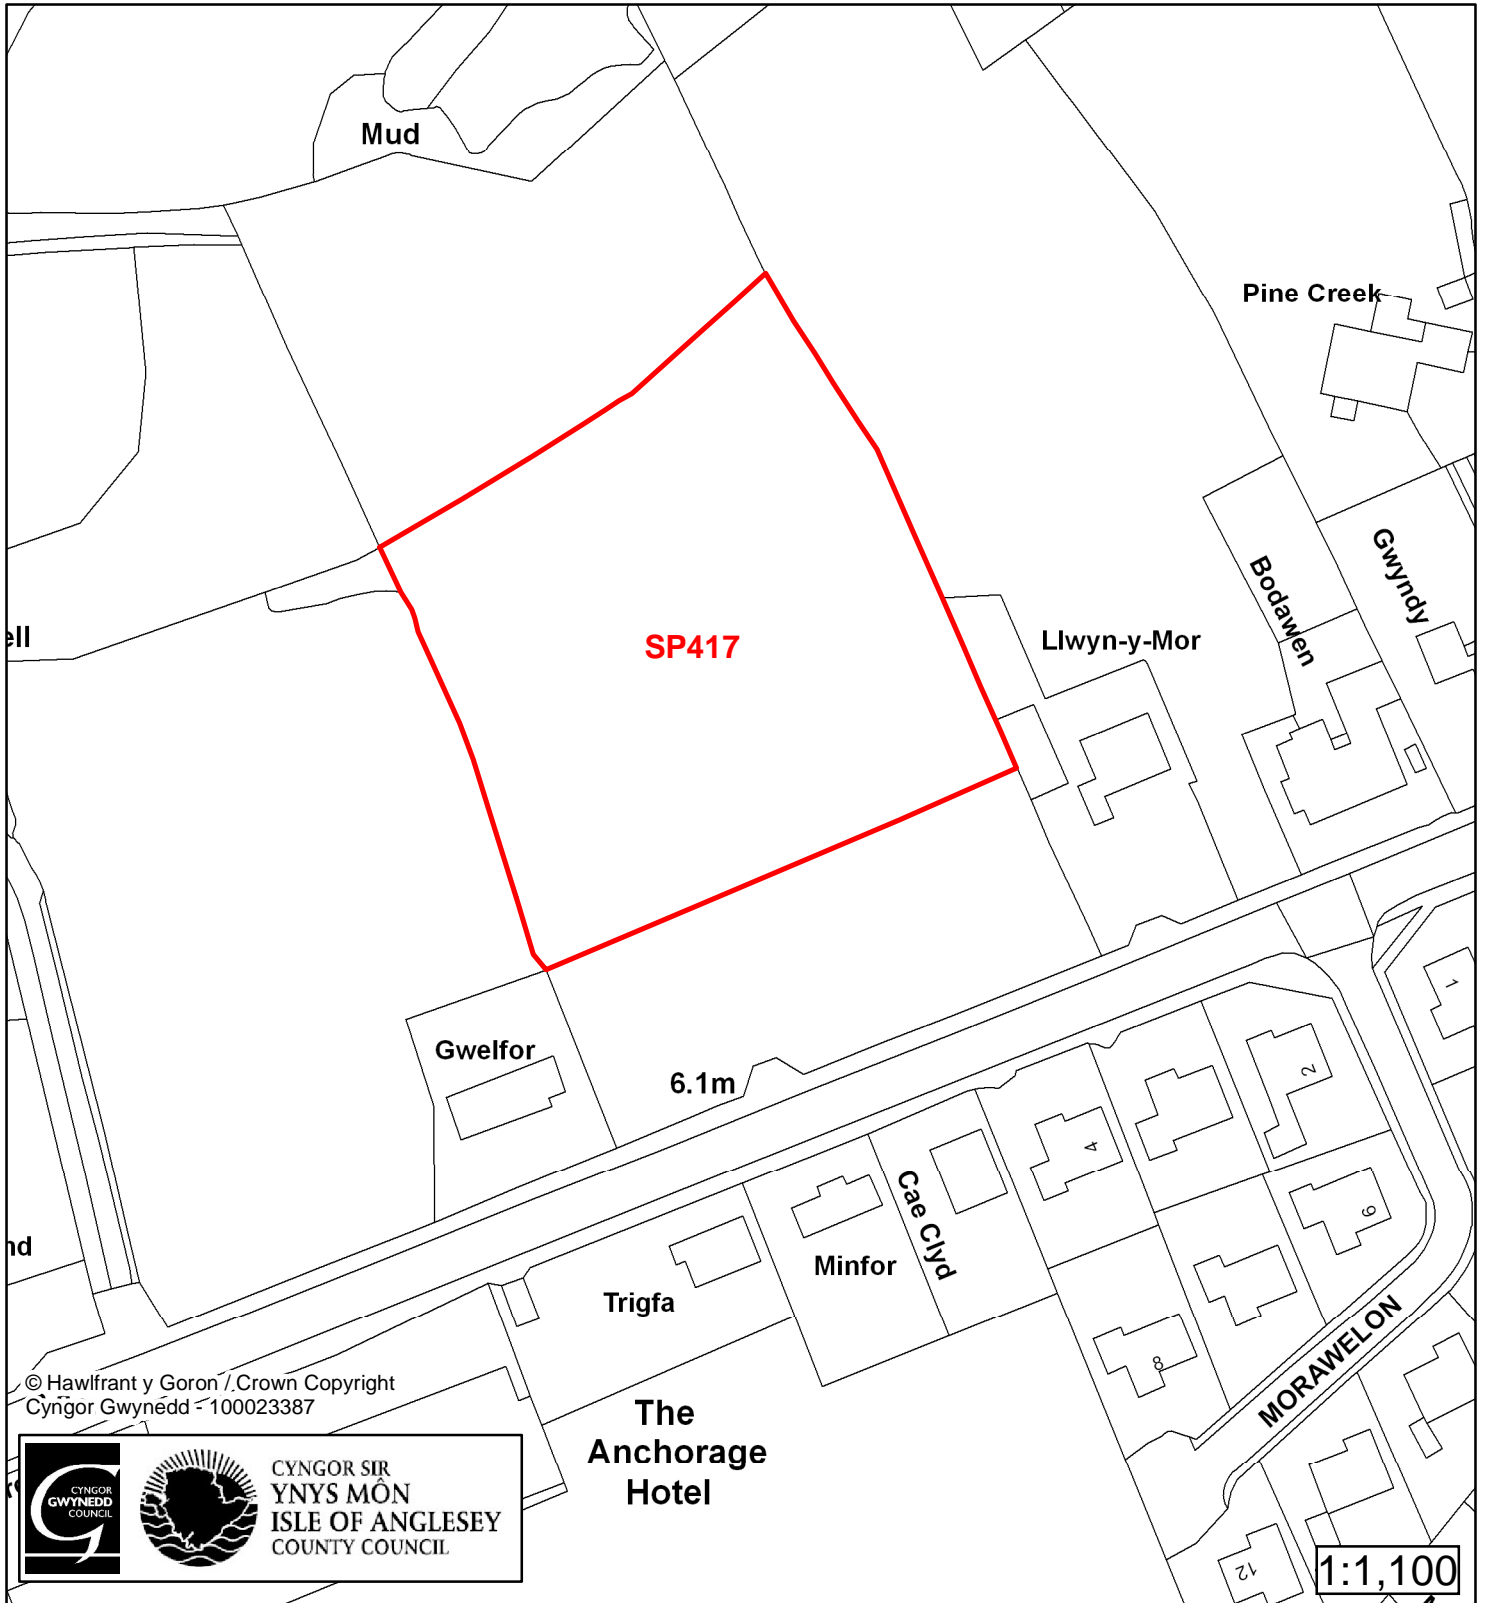 Mud
Pine Creek
Gwyndy
Bodawen
ell
SP417
Llwyn-y-Mor
1
Gwelfor
6.1m
2
4
Cae Clyd
6
nd
Minfor
Trigfa
8
MORAWELON
© Hawlfrant y Goron / Crown Copyright
Cyngor Gwynedd - 100023387
The
Anchorage
Hotel
CYNGOR
GWYNEDD
COUNCIL
CYNGOR SIR
YNYS MÔN
ISLE OF ANGLESEY
COUNTY COUNCIL
12
1:1,100